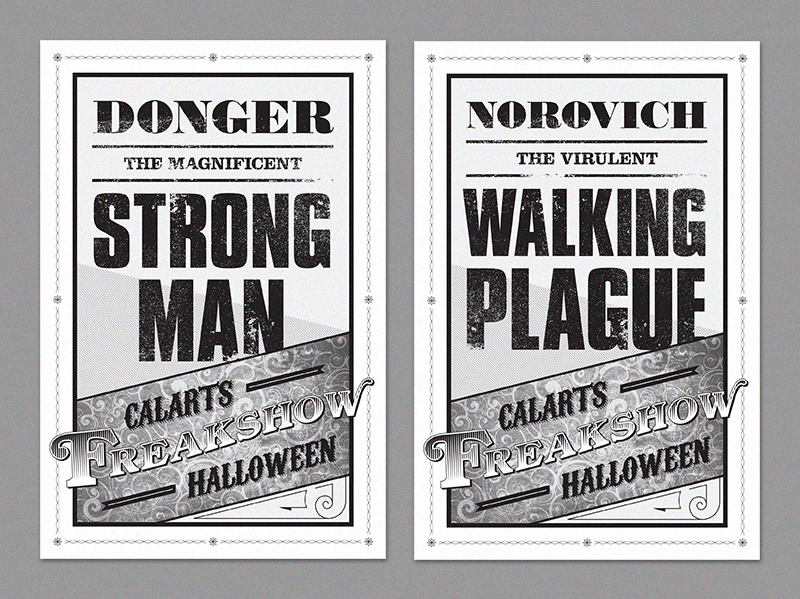 DONGER
THE MAGNIFICENT
STRONG
MAN
CALARTS
FREAKSHOW
HALLOWEEN
NOROVICH
THE VIRULENT
WALKING
PLAGUE
CALARTS
FREAKSHOW
HALLOWEEN